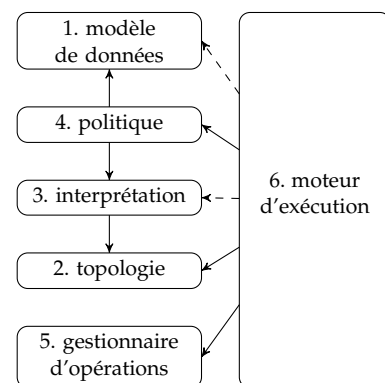 1. modèle
de données
4. politique
3. interprétation
2. topologie
5. gestionnaire
d'opérations
6. moteur
d'exécution